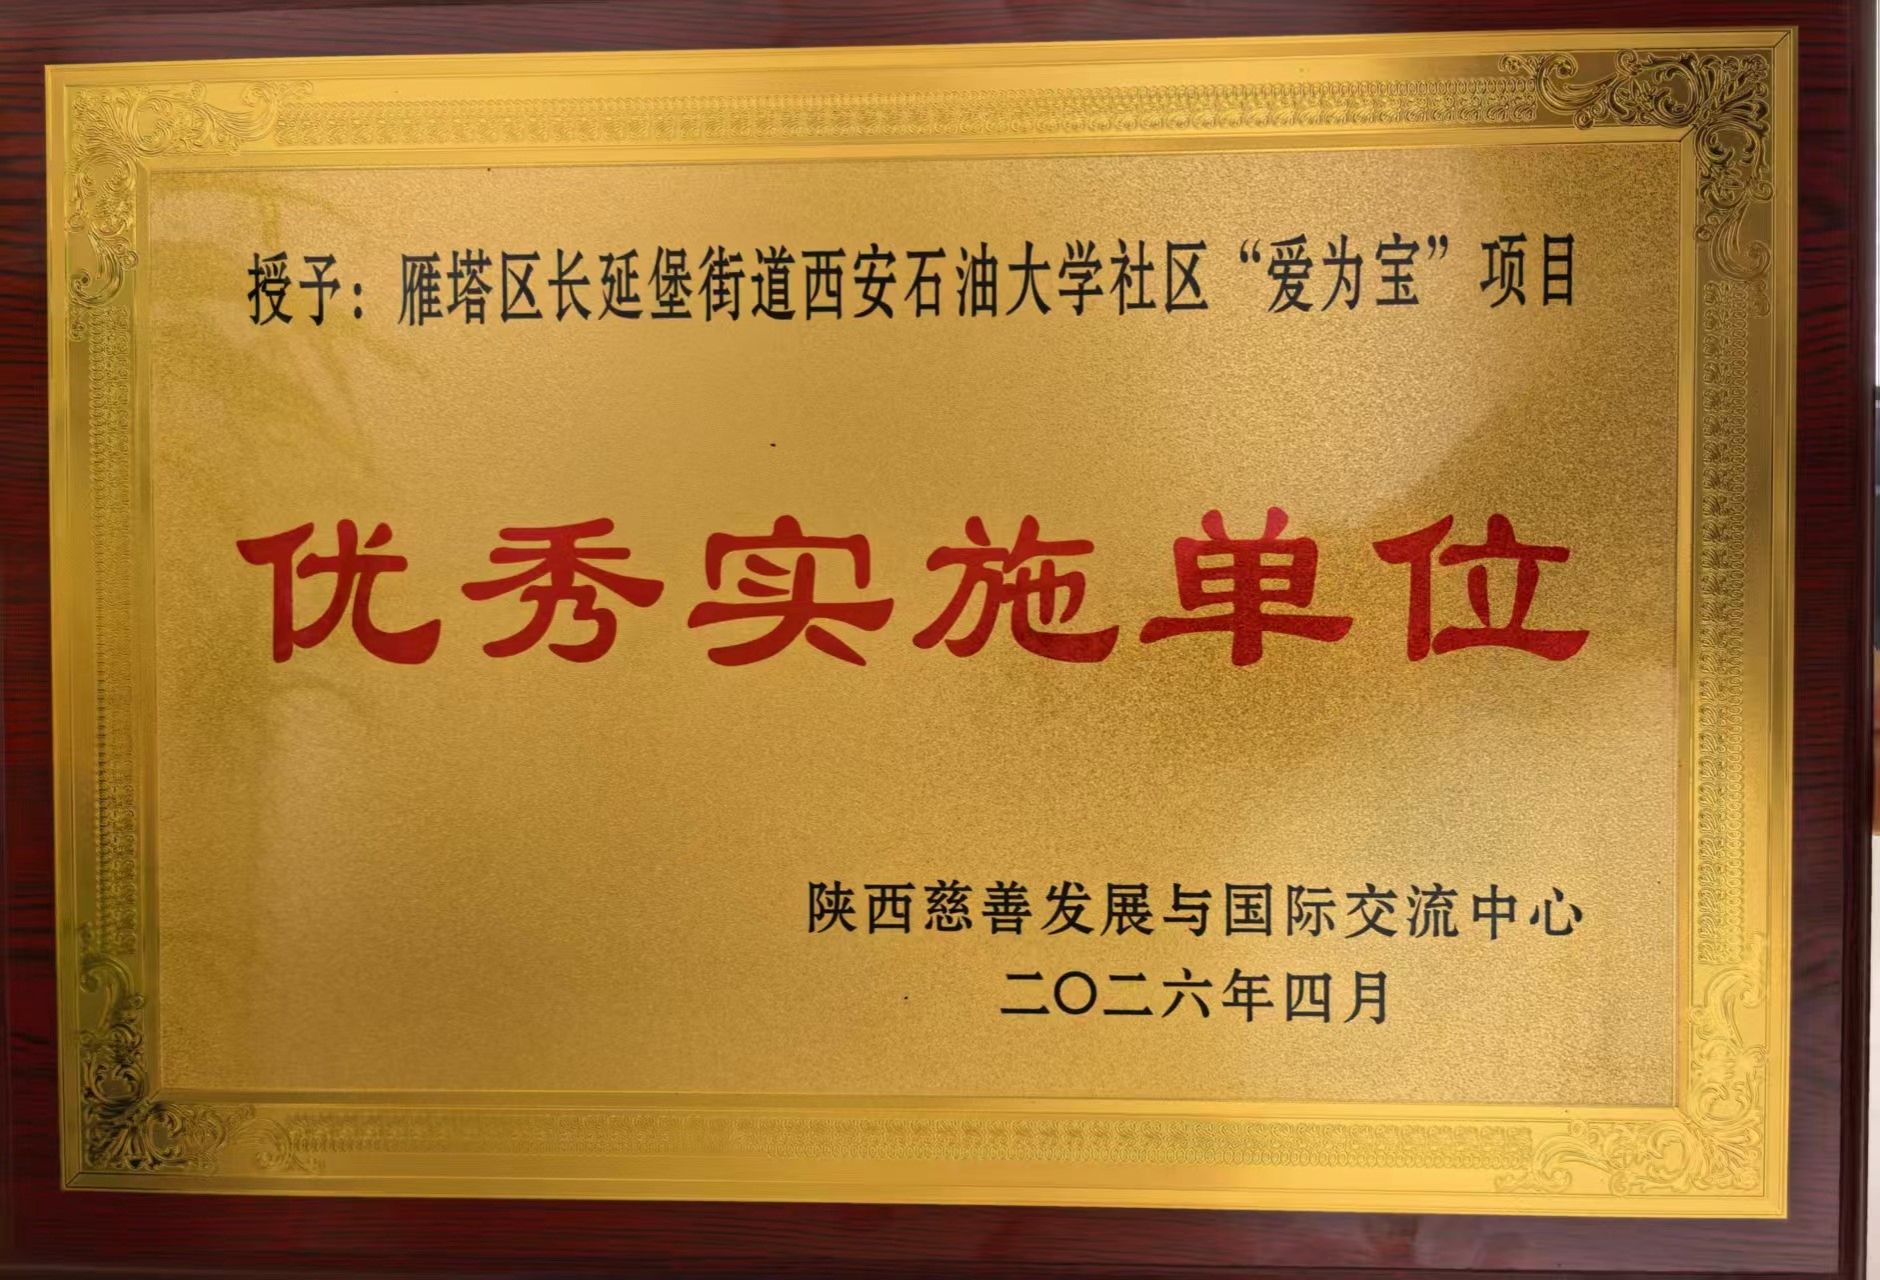 授予：雁塔区长延堡街道西安石油大学社区“爱为宝”项目
优秀实施单位
陕西慈善发展与国际交流中心
二〇二六年四月